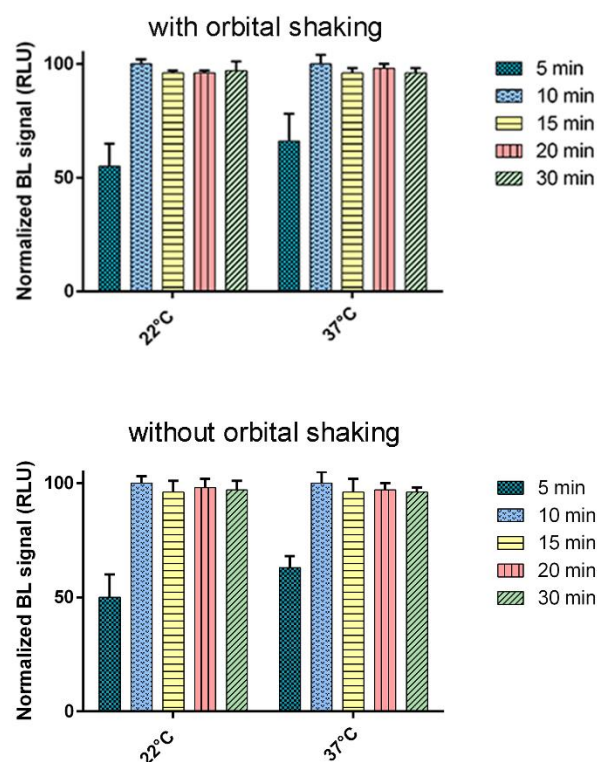 with orbital shaking
Normalized BL signal (RLU)
100
50
0
22°C
37°C
5 min
10 min
15 min
20 min
30 min
without orbital shaking
Normalized BL signal (RLU)
100
50
0
22°C
37°C
5 min
10 min
15 min
20 min
30 min